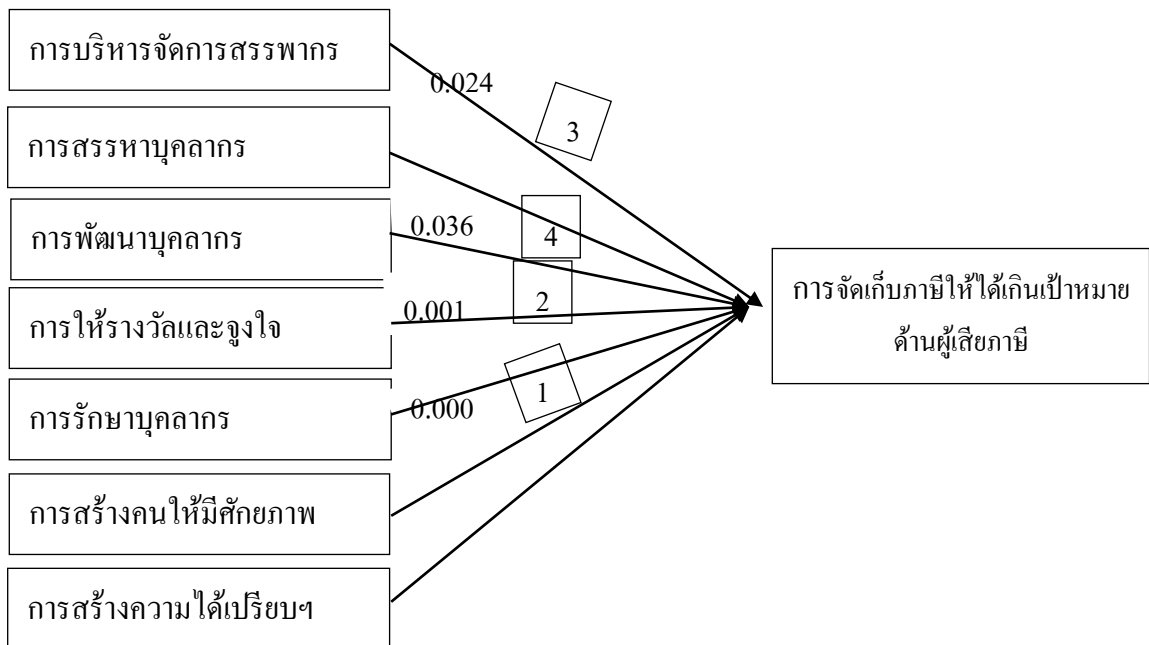 การบริหารจัดการสรรพากร
0.024
3
การสรรหาบุคลากร
การพัฒนาบุคลากร
0.036
4
การให้รางวัลและจูงใจ
0.001
2
การจัดเก็บภาษีให้ได้เกินเป้าหมาย
ด้านผู้เสียภาษี
การรักษาบุคลากร
0.000
1
การสร้างคนให้มีศักยภาพ
การสร้างความได้เปรียบฯ